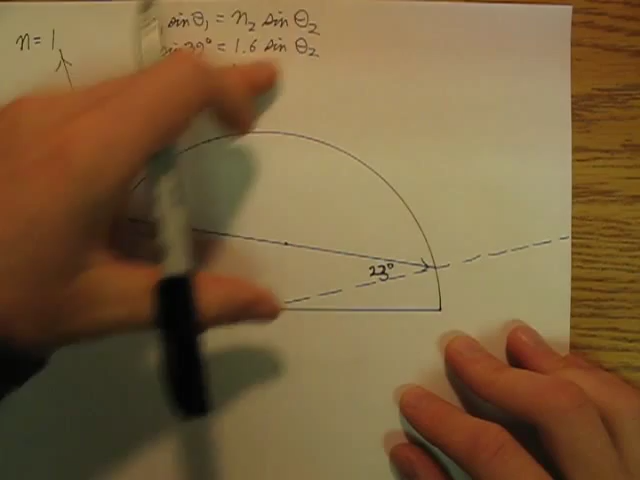 sin θ₁ = n₂ sin θ₂
n = 1
= 1.6 sin θ₂
23°